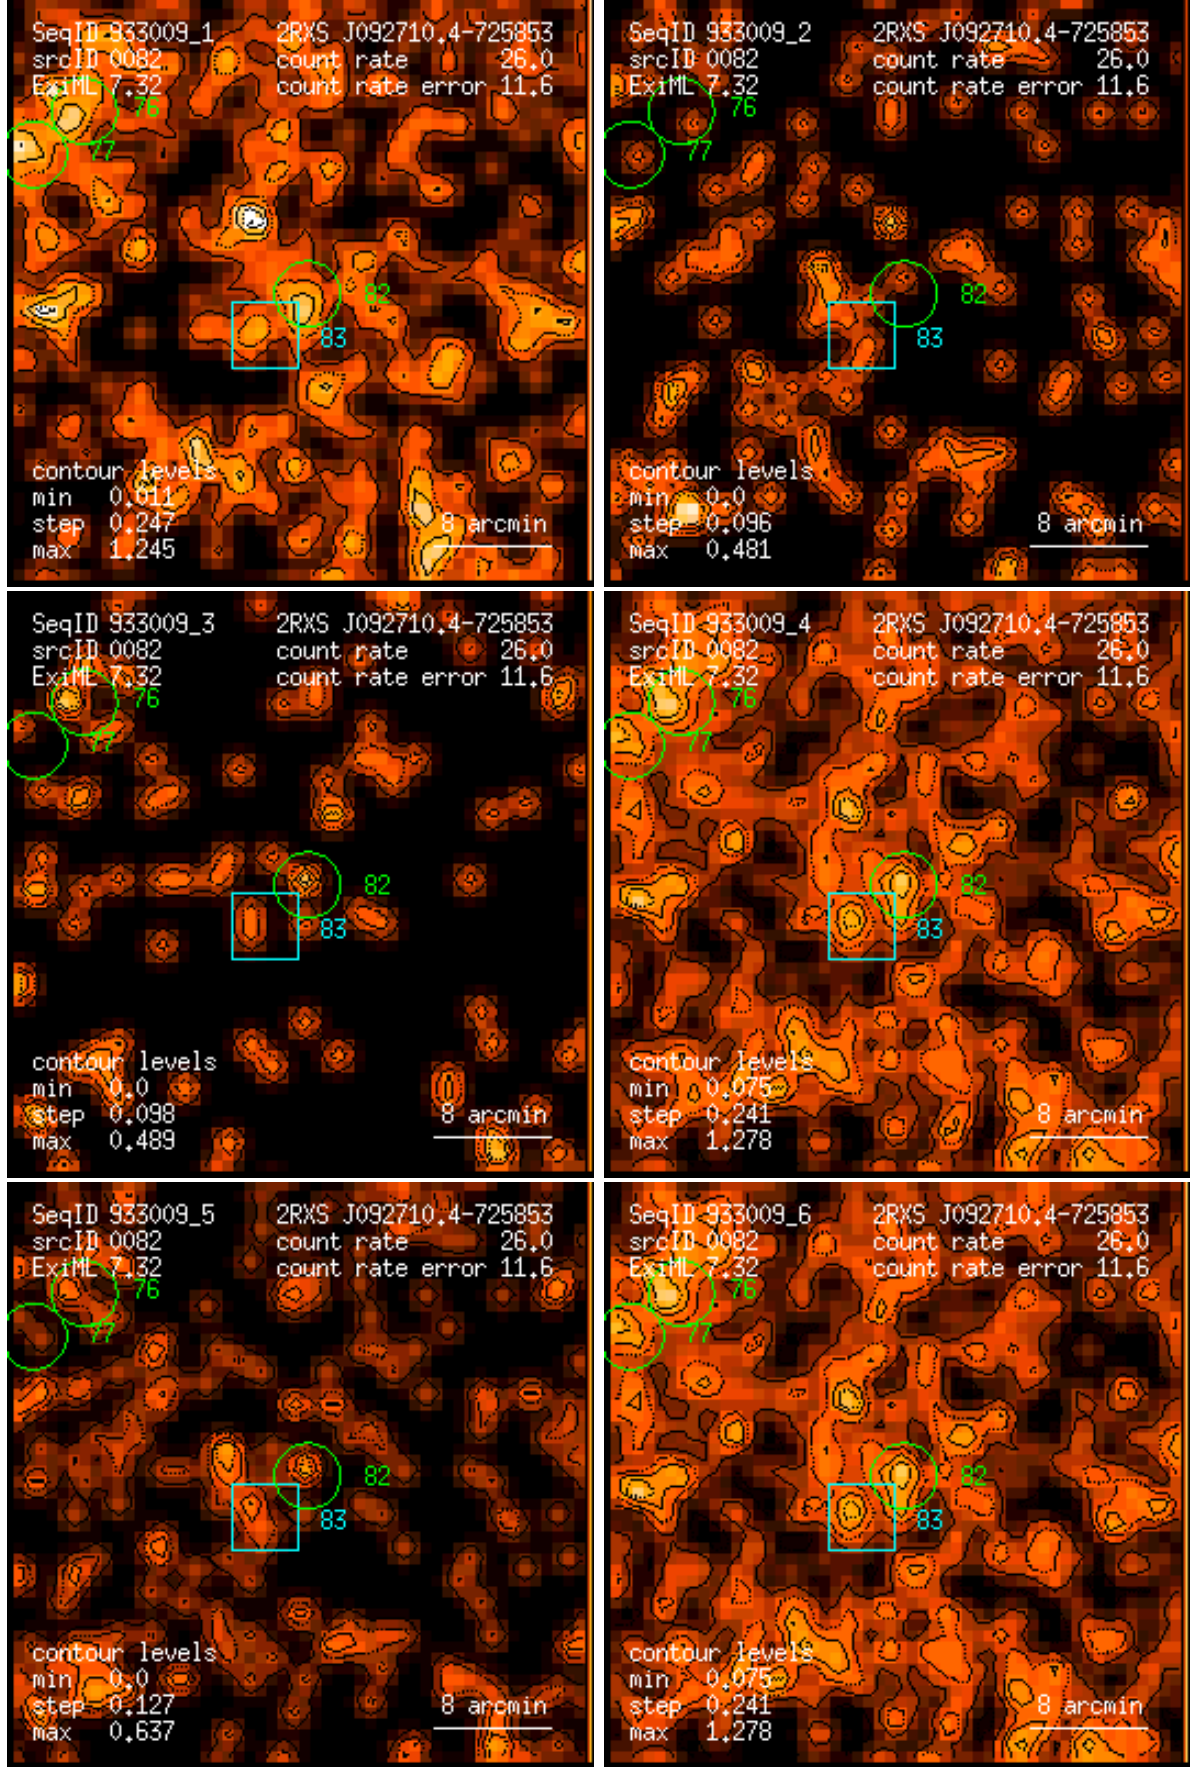 SeqID 933009_1 2RXS J092710.4-725853
srcID 0082 count rate 26.0
ExiML 7.32 count rate error 11.6
76
77
82
83
contour levels
min 0.011
step 0.247
max 1.245
8 arcmin
SeqID 933009_2 2RXS J092710.4-725853
srcID 0082 count rate 26.0
ExiML 7.32 count rate error 11.6
76
77
82
83
contour levels
min 0.0
step 0.096
max 0.481
8 arcmin
SeqID 933009_3 2RXS J092710.4-725853
srcID 0082 count rate 26.0
ExiML 7.32 count rate error 11.6
76
77
82
83
contour levels
min 0.0
step 0.098
max 0.489
8 arcmin
SeqID 933009_4 2RXS J092710.4-725853
srcID 0082 count rate 26.0
ExiML 7.32 count rate error 11.6
76
77
82
83
contour levels
min 0.075
step 0.241
max 1.278
8 arcmin
SeqID 933009_5 2RXS J092710.4-725853
srcID 0082 count rate 26.0
ExiML 7.32 count rate error 11.6
76
77
82
83
contour levels
min 0.0
step 0.127
max 0.637
8 arcmin
SeqID 933009_6 2RXS J092710.4-725853
srcID 0082 count rate 26.0
ExiML 7.32 count rate error 11.6
76
77
82
83
contour levels
min 0.075
step 0.241
max 1.278
8 arcmin